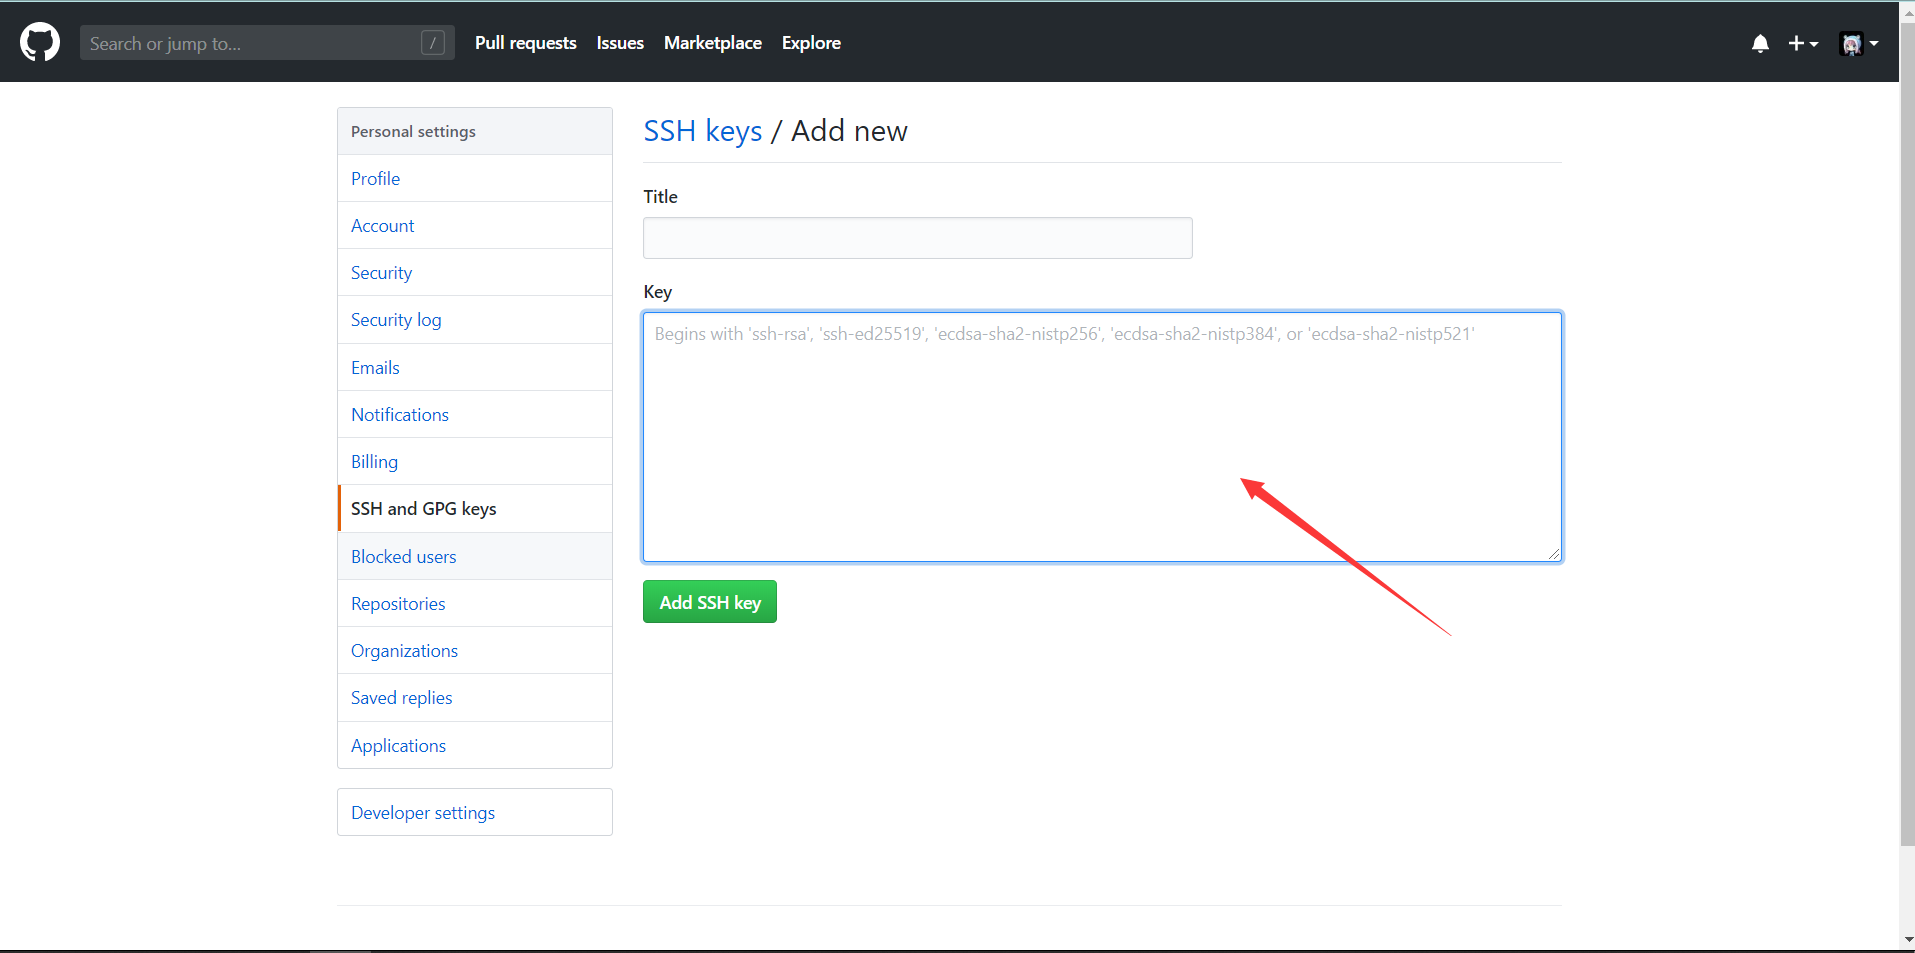 Search or jump to... /
Pull requests
Issues
Marketplace
Explore
Personal settings
Profile
Account
Security
Security log
Emails
Notifications
Billing
SSH and GPG keys
Blocked users
Repositories
Organizations
Saved replies
Applications
Developer settings
SSH keys / Add new
Title
Key
Begins with 'ssh-rsa', 'ssh-ed25519', 'ecdsa-sha2-nistp256', 'ecdsa-sha2-nistp384', or 'ecdsa-sha2-nistp521'
Add SSH key